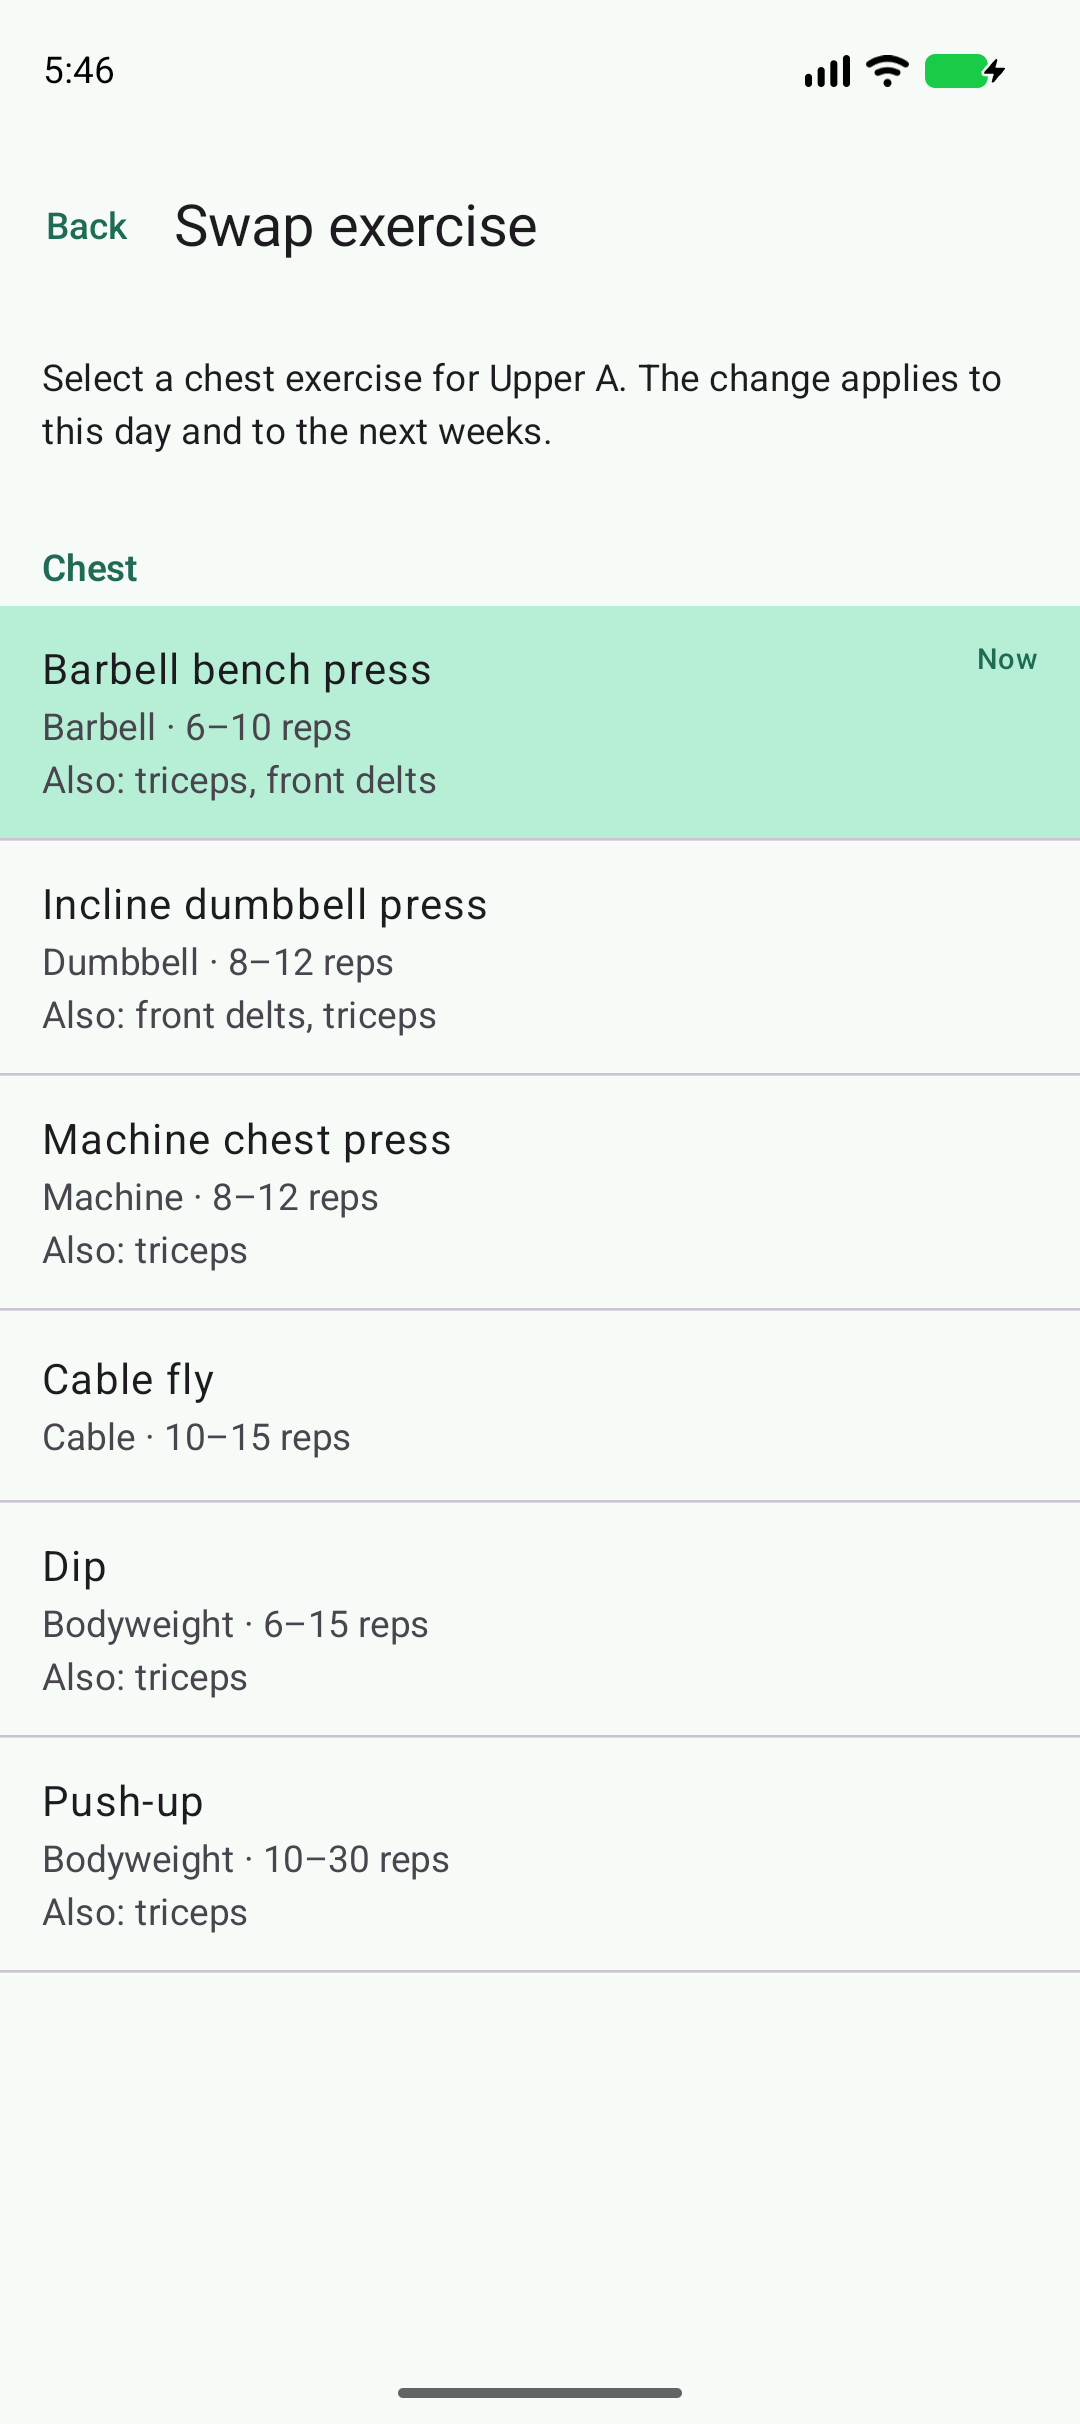 5:46
Back
Swap exercise
Select a chest exercise for Upper A. The change applies to
this day and to the next weeks.
Chest
Barbell bench press
Now
Barbell · 6–10 reps
Also: triceps, front delts
Incline dumbbell press
Dumbbell · 8–12 reps
Also: front delts, triceps
Machine chest press
Machine · 8–12 reps
Also: triceps
Cable fly
Cable · 10–15 reps
Dip
Bodyweight · 6–15 reps
Also: triceps
Push-up
Bodyweight · 10–30 reps
Also: triceps